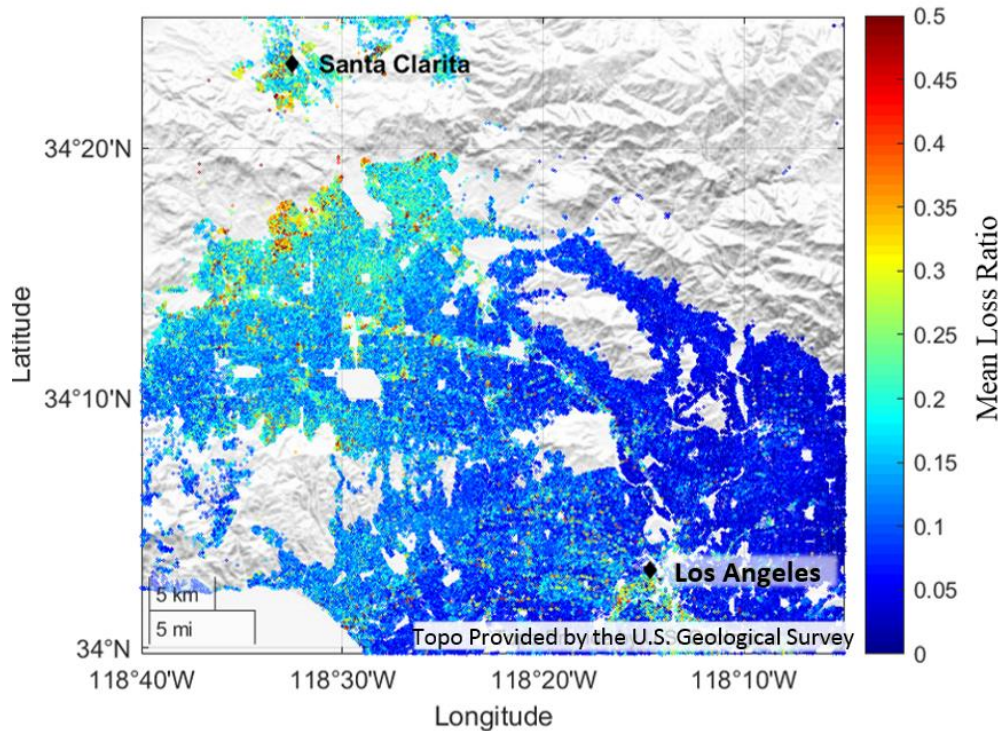 Santa Clarita
34°20'N
34°10'N
34°N
Latitude
Los Angeles
5 km
5 mi
Topo Provided by the U.S. Geological Survey
118°40'W
118°30'W
118°20'W
118°10'W
Longitude
0.5
0.45
0.4
0.35
0.3
0.25
0.2
0.15
0.1
0.05
0
Mean Loss Ratio